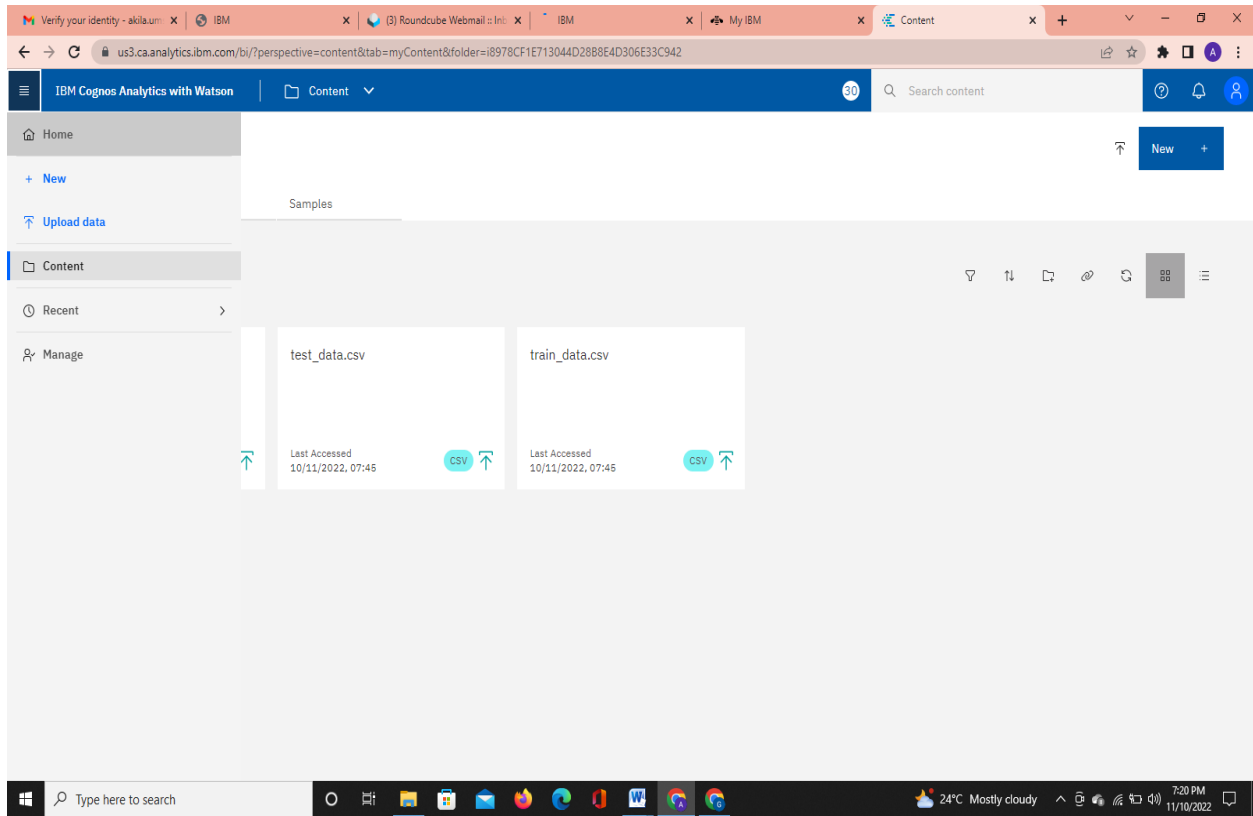 Verify your identity - akila.um
IBM
(3) Roundcube Webmail :: Inb
IBM
My IBM
Content
us3.ca.analytics.ibm.com/bi/?perspective=content&tab=myContent&folder=i8978CF1E713044D28B8E4D306E33C942
A
IBM Cognos Analytics with Watson
Content
30
Search content
Home
New
New
Upload data
Samples
Content
Recent
Manage
test_data.csv
train_data.csv
Last Accessed
10/11/2022, 07:45
CSV
Last Accessed
10/11/2022, 07:45
CSV
Type here to search
24°C Mostly cloudy
7:20 PM
11/10/2022